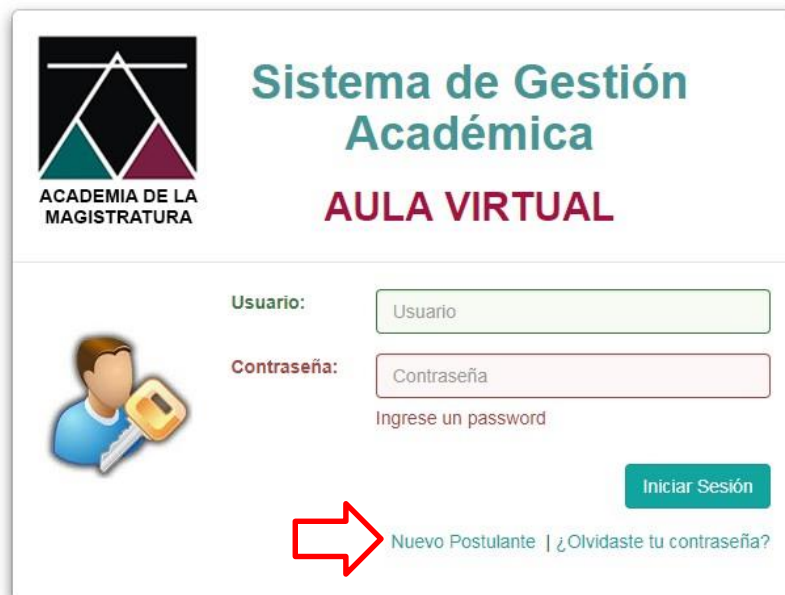 Sistema de Gestión
Académica
ACADEMIA DE LA
MAGISTRATURA
AULA VIRTUAL
Usuario:
Usuario
Contraseña:
Contraseña
Ingrese un password
Iniciar Sesión
Nuevo Postulante | ¿Olvidaste tu contraseña?